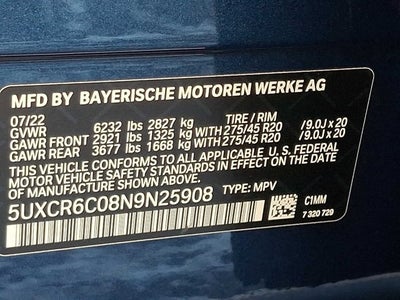 MFD BY BAYERISCHE MOTOREN WERKE AG
07/22 TIRE / RIM
GVWR 6232 lbs 2827 kg
GAWR FRONT 2921 lbs 1325 kg WITH 275/45 R20 /9.0J x 20
GAWR REAR 3677 lbs 1668 kg WITH 275/45 R20 /9.0J x 20
THIS VEHICLE CONFORMS TO ALL APPLICABLE U. S. FEDERAL
MOTOR VEHICLE SAFETY STANDARDS IN EFFECT ON THE DATE
OF MANUFACTURE SHOWN ABOVE.
5UXCR6C08N9N25908 TYPE: MPV
C1MM
7 320 729